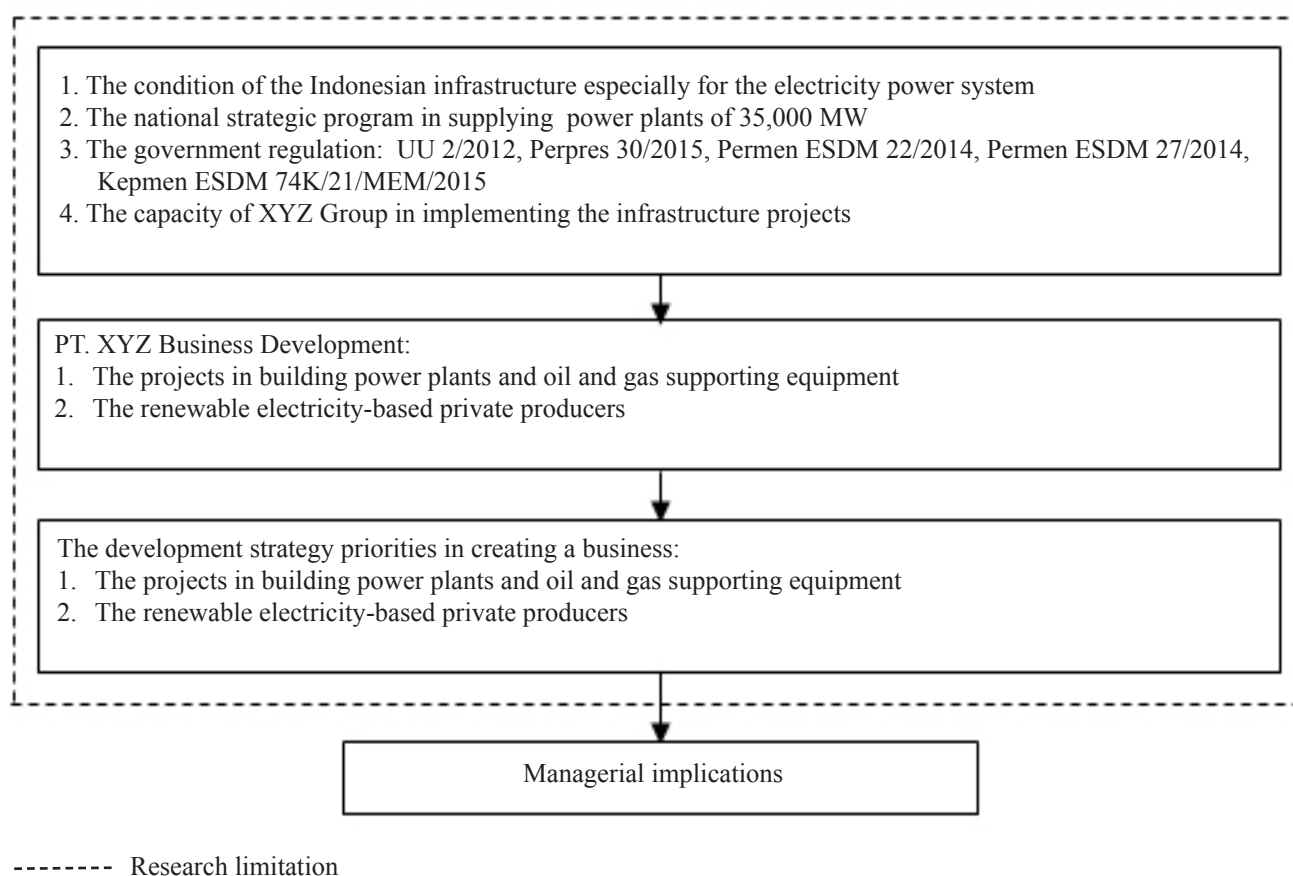 1. The condition of the Indonesian infrastructure especially for the electricity power system
2. The national strategic program in supplying power plants of 35,000 MW
3. The government regulation: UU 2/2012, Perpres 30/2015, Permen ESDM 22/2014, Permen ESDM 27/2014,
Kepmen ESDM 74K/21/MEM/2015
4. The capacity of XYZ Group in implementing the infrastructure projects
PT. XYZ Business Development:
1. The projects in building power plants and oil and gas supporting equipment
2. The renewable electricity-based private producers
The development strategy priorities in creating a business:
1. The projects in building power plants and oil and gas supporting equipment
2. The renewable electricity-based private producers
Managerial implications
Research limitation